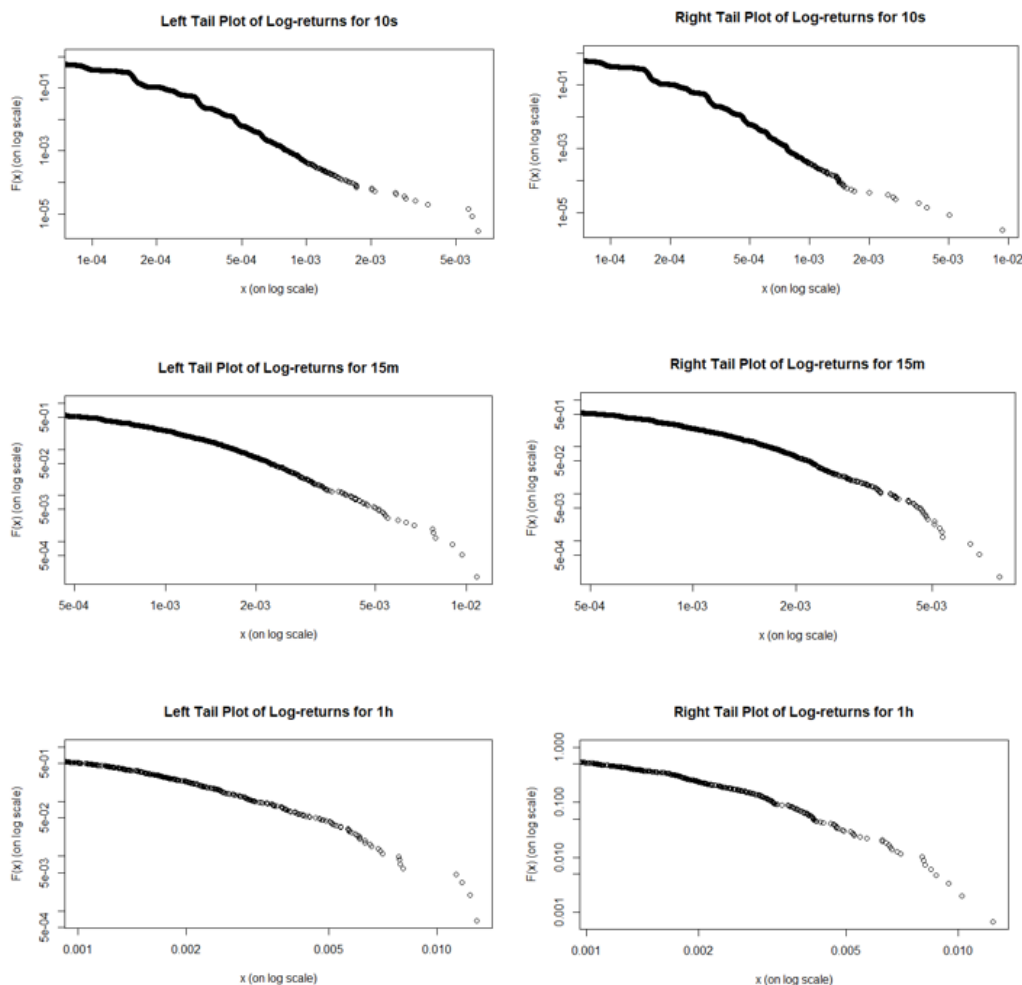 Left Tail Plot of Log-returns for 10s
F(x) (on log scale)
1e-01
1e-03
1e-05
1e-04 2e-04 5e-04 1e-03 2e-03 5e-03
x (on log scale)
Right Tail Plot of Log-returns for 10s
F(x) (on log scale)
1e-01
1e-03
1e-05
1e-04 2e-04 5e-04 1e-03 2e-03 5e-03 1e-02
x (on log scale)
Left Tail Plot of Log-returns for 15m
F(x) (on log scale)
5e-01
5e-02
5e-03
5e-04
5e-04 1e-03 2e-03 5e-03 1e-02
x (on log scale)
Right Tail Plot of Log-returns for 15m
F(x) (on log scale)
5e-01
5e-02
5e-03
5e-04
5e-04 1e-03 2e-03 5e-03
x (on log scale)
Left Tail Plot of Log-returns for 1h
F(x) (on log scale)
5e-01
5e-02
5e-03
5e-04
0.001 0.002 0.005 0.010
x (on log scale)
Right Tail Plot of Log-returns for 1h
F(x) (on log scale)
1.000
0.100
0.010
0.001
0.001 0.002 0.005 0.010
x (on log scale)